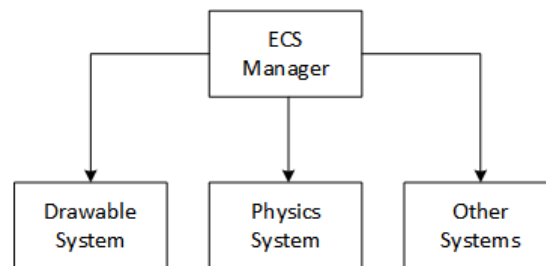 ECS
Manager
Drawable
System
Physics
System
Other
Systems